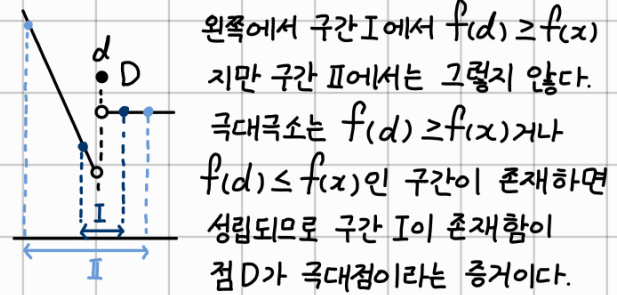 왼쪽에서 구간 I에서 f(d) ≥ f(x)
지만 구간 II에서는 그렇지 않다.
극대극소는 f(d) ≥ f(x)거나
f(d) ≤ f(x)인 구간이 존재하면
성립되므로 구간 I이 존재함이
점 D가 극대점이라는 증거이다.
d
D
I
II